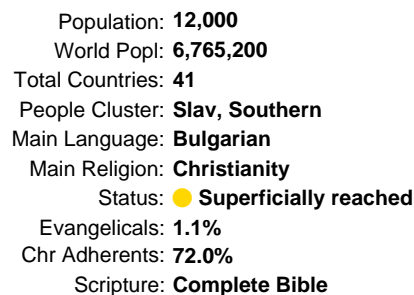 Population: 12,000
World Popl: 6,765,200
Total Countries: 41
People Cluster: Slav, Southern
Main Language: Bulgarian
Main Religion: Christianity
Status: Superficially reached
Evangelicals: 1.1%
Chr Adherents: 72.0%
Scripture: Complete Bible